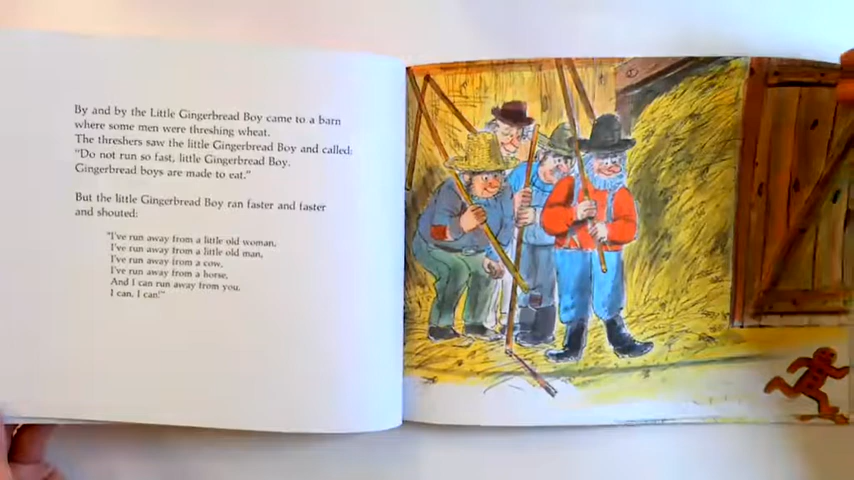 By and by the Little Gingerbread Boy came to a barn
where some men were threshing wheat.
The threshers saw the little Gingerbread Boy and called:
"Do not run so fast, little Gingerbread Boy.
Gingerbread boys are made to eat."
But the little Gingerbread Boy ran faster and faster
and shouted:
"I've run away from a little old woman,
I've run away from a little old man,
I've run away from a cow,
I've run away from a horse,
And I can run away from you,
I can, I can!"